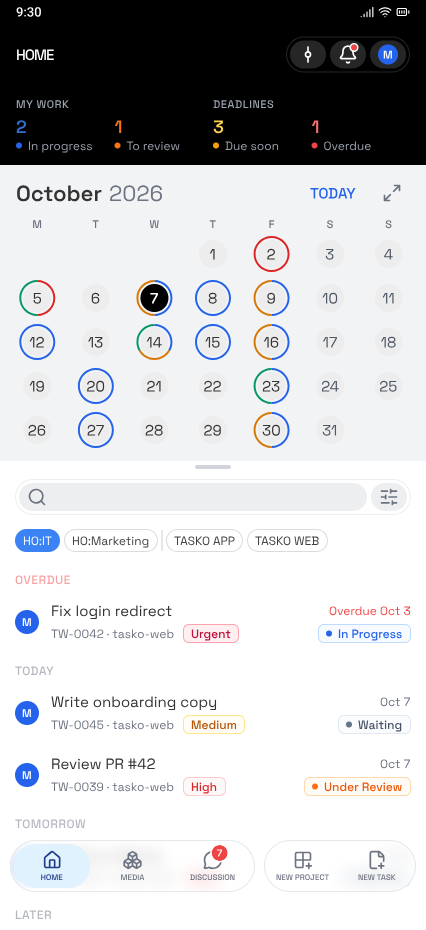 9:30
HOME
M
MY WORK
DEADLINES
2
1
3
1
In progress
To review
Due soon
Overdue
October 2026
TODAY
M T W T F S S
1 2 3 4
5 6 7 8 9 10 11
12 13 14 15 16 17 18
19 20 21 22 23 24 25
26 27 28 29 30 31
HO:IT
HO:Marketing
TASKO APP
TASKO WEB
OVERDUE
M
Fix login redirect
Overdue Oct 3
TW-0042 · tasko-web
Urgent
In Progress
TODAY
M
Write onboarding copy
Oct 7
TW-0045 · tasko-web
Medium
Waiting
M
Review PR #42
Oct 7
TW-0039 · tasko-web
High
Under Review
TOMORROW
7
HOME
MEDIA
DISCUSSION
NEW PROJECT
NEW TASK
LATER